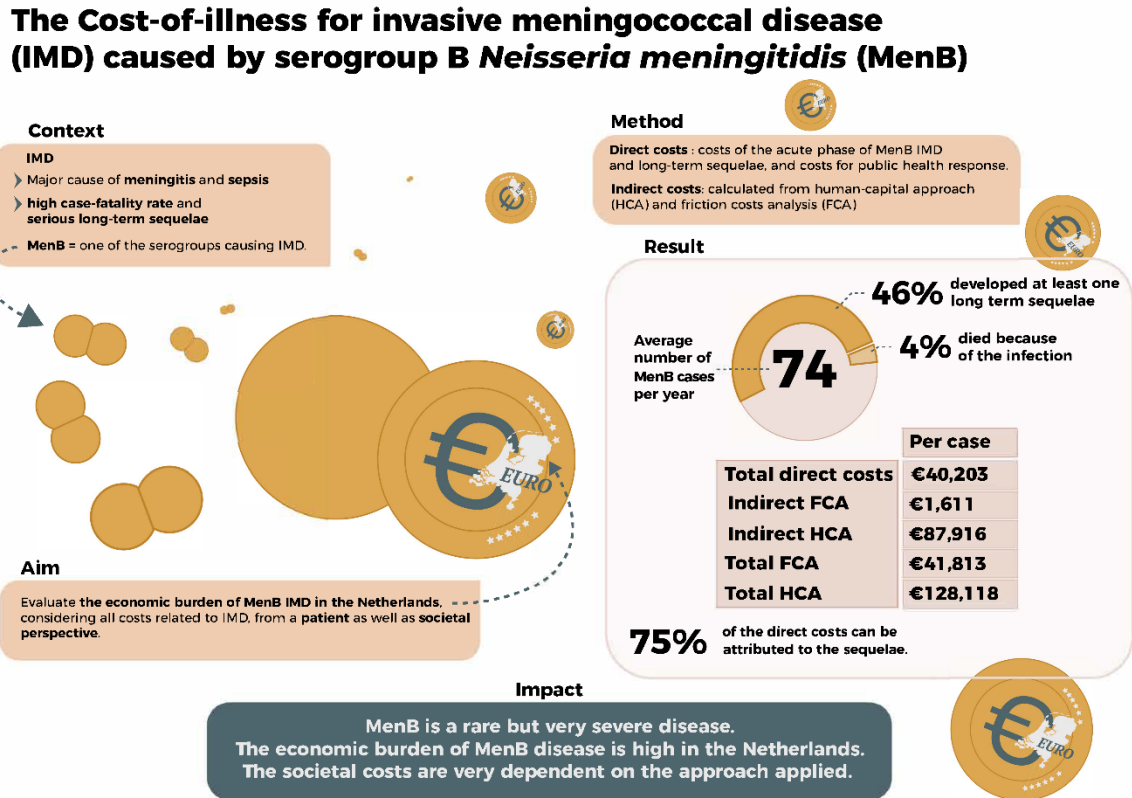 The Cost-of-illness for invasive meningococcal disease
(IMD) caused by serogroup B Neisseria meningitidis (MenB)
Context
IMD
Major cause of meningitis and sepsis
high case-fatality rate and
serious long-term sequelae
MenB = one of the serogroups causing IMD.
Aim
Evaluate the economic burden of MenB IMD in the Netherlands,
considering all costs related to IMD, from a patient as well as societal
perspective.
EURO
Method
Direct costs : costs of the acute phase of MenB IMD
and long-term sequelae, and costs for public health response.
Indirect costs: calculated from human-capital approach
(HCA) and friction costs analysis (FCA)
Result
46% developed at least one
long term sequelae
4% died because
of the infection
Average
number of
MenB cases
per year
74
Per case
Total direct costs €40,203
Indirect FCA €1,611
Indirect HCA €87,916
Total FCA €41,813
Total HCA €128,118
75% of the direct costs can be
attributed to the sequelae.
EURO
Impact
MenB is a rare but very severe disease.
The economic burden of MenB disease is high in the Netherlands.
The societal costs are very dependent on the approach applied.